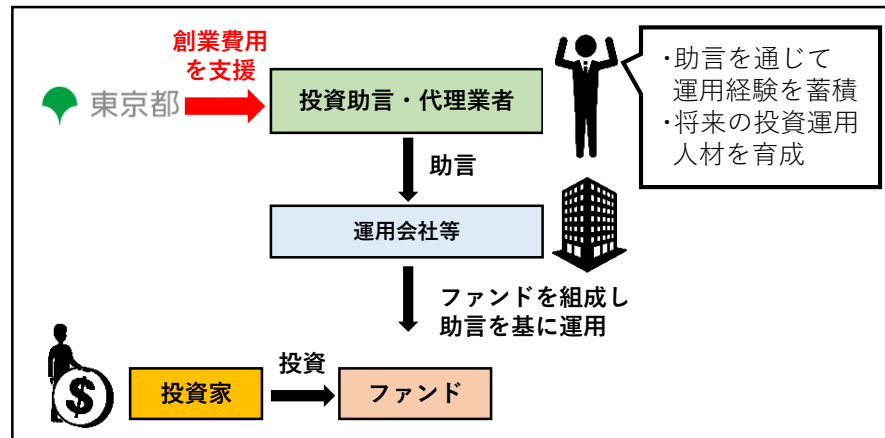 創業費用
を支援
東京都
投資助言・代理業者
・助言を通じて
運用経験を蓄積
・将来の投資運用
人材を育成
助言
運用会社等
ファンドを組成し
助言を基に運用
投資家
投資
ファンド
$